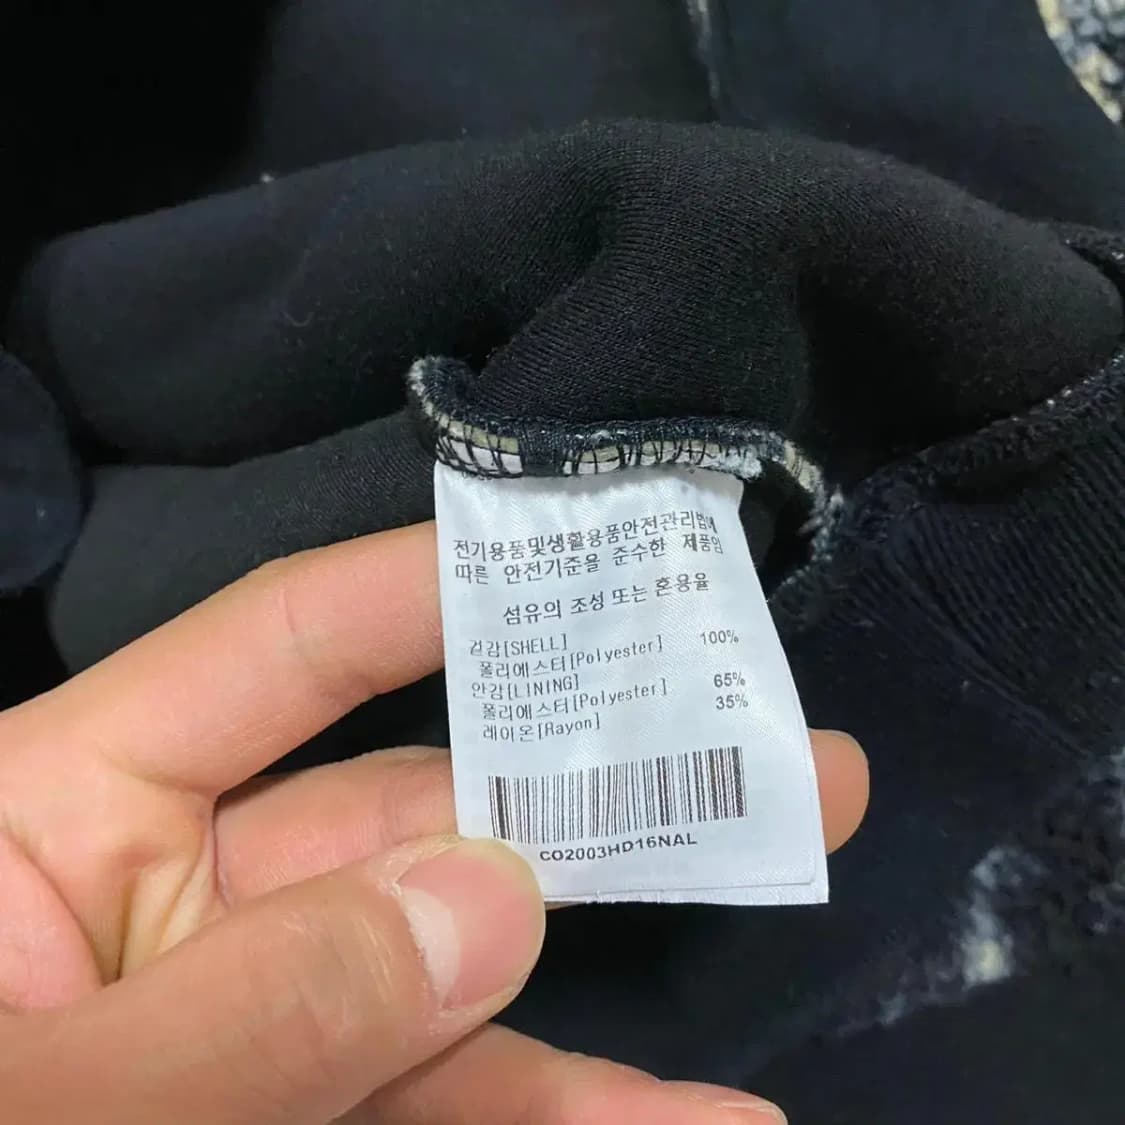 전기용품및생활용품안전관리법에
따른 안전기준을 준수한 제품임
섬유의 조성 또는 혼용율
겉감[SHELL]
폴리에스터[Polyester] 100%
안감[LINING]
폴리에스터[Polyester] 65%
레이온[Rayon] 35%
CO2003HD16NAL